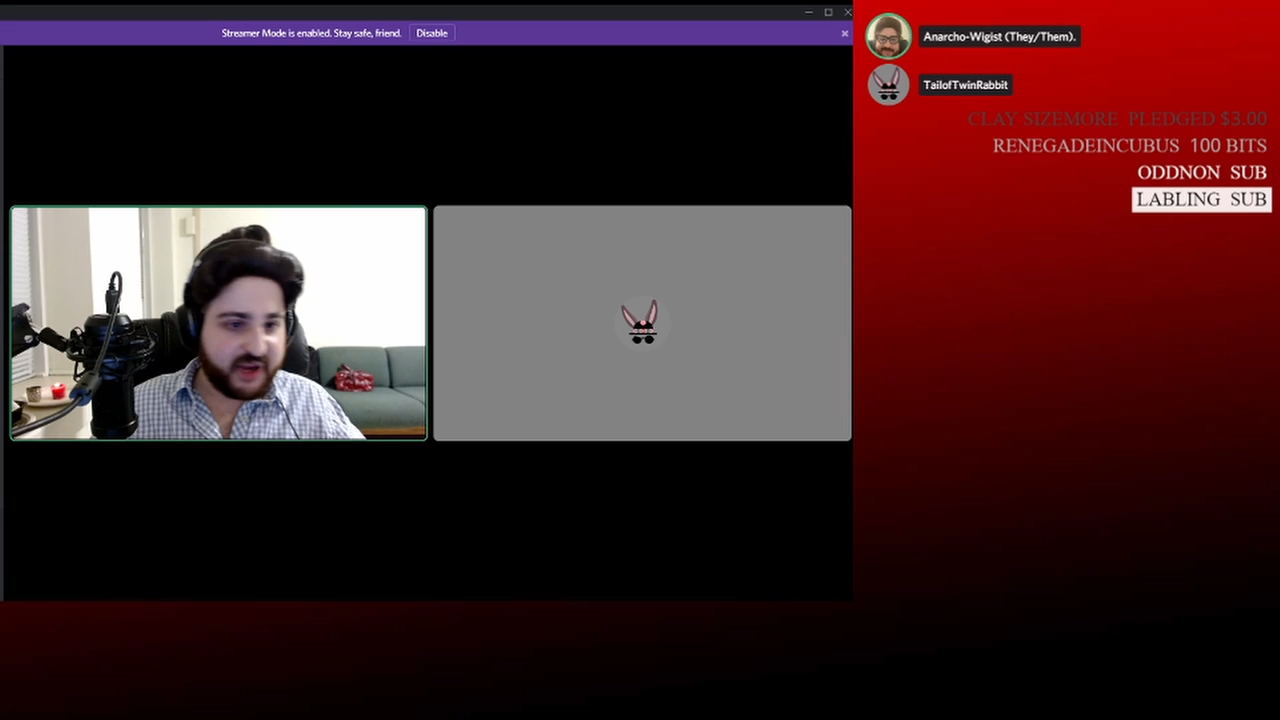 Streamer Mode is enabled. Stay safe, friend. Disable
Anarcho-Wigist (They/Them).
TailofTwinRabbit
CLAY SIZEMORE PLEDGED $3.00
RENEGADEINCUBUS 100 BITS
ODDNON SUB
LABLING SUB